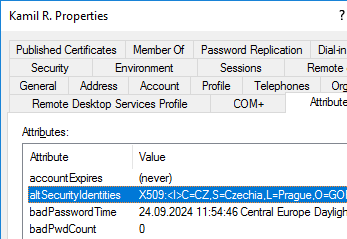 Kamil R. Properties ?
Published Certificates Member Of Password Replication Dial-in
Security Environment Sessions Remote
General Address Account Profile Telephones Org
Remote Desktop Services Profile COM+ Attribute
Attributes:
Attribute Value
accountExpires (never)
altSecurityIdentities X509:<I>C=CZ,S=Czechia,L=Prague,O=GO
badPasswordTime 24.09.2024 11:54:46 Central Europe Dayligh
badPwdCount 0